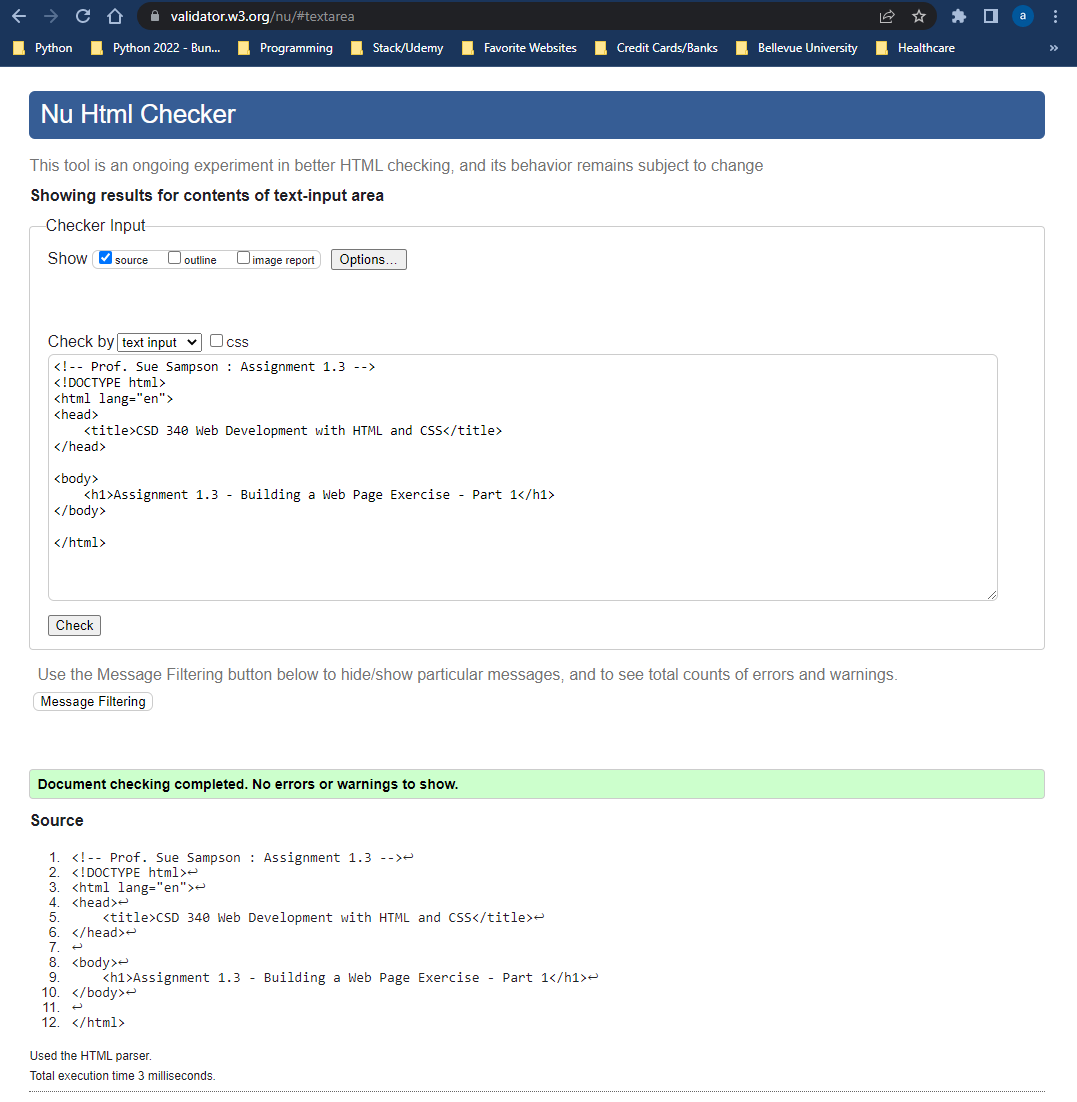 validator.w3.org/nu/#textarea
a
Python Python 2022 - Bun... Programming Stack/Udemy Favorite Websites Credit Cards/Banks Bellevue University Healthcare »
Nu Html Checker
This tool is an ongoing experiment in better HTML checking, and its behavior remains subject to change
Showing results for contents of text-input area
Checker Input
Show source outline image report Options...
Check by text input css
<!-- Prof. Sue Sampson : Assignment 1.3 -->
<!DOCTYPE html>
<html lang="en">
<head>
    <title>CSD 340 Web Development with HTML and CSS</title>
</head>
<body>
    <h1>Assignment 1.3 - Building a Web Page Exercise - Part 1</h1>
</body>
</html>
Check
Use the Message Filtering button below to hide/show particular messages, and to see total counts of errors and warnings.
Message Filtering
Document checking completed. No errors or warnings to show.
Source
1. <!-- Prof. Sue Sampson : Assignment 1.3 -->↩
2. <!DOCTYPE html>↩
3. <html lang="en">↩
4. <head>↩
5.     <title>CSD 340 Web Development with HTML and CSS</title>↩
6. </head>↩
7. ↩
8. <body>↩
9.     <h1>Assignment 1.3 - Building a Web Page Exercise - Part 1</h1>↩
10. </body>↩
11. ↩
12. </html>
Used the HTML parser.
Total execution time 3 milliseconds.